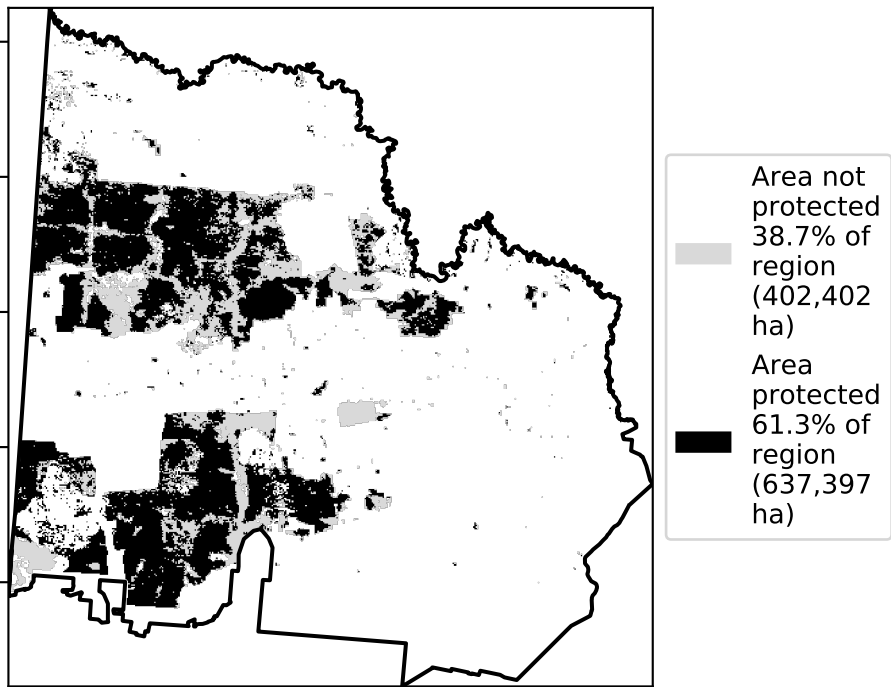 Area not
protected
38.7% of
region
(402,402
ha)
Area
protected
61.3% of
region
(637,397
ha)